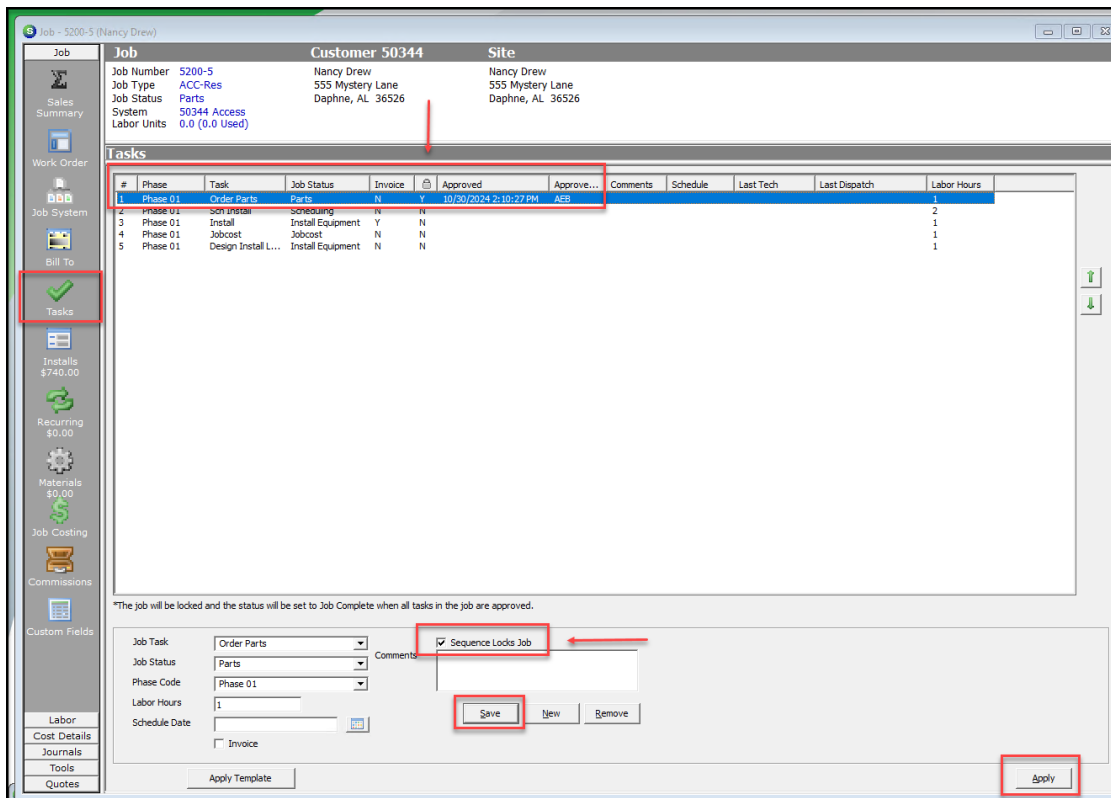 Job - 5200-5 (Nancy Drew)
Job
Sales Summary
Work Order
Job System
Bill To
Tasks
Installs
$740.00
Recurring
$0.00
Materials
$0.00
Job Costing
Commissions
Custom Fields
Labor
Cost Details
Journals
Tools
Quotes
Job Customer 50344 Site
Job Number 5200-5 Nancy Drew Nancy Drew
Job Type ACC-Res 555 Mystery Lane 555 Mystery Lane
Job Status Parts Daphne, AL 36526 Daphne, AL 36526
System 50344 Access
Labor Units 0.0 (0.0 Used)
Tasks
# Phase Task Job Status Invoice Approved Approve... Comments Schedule Last Tech Last Dispatch Labor Hours
1 Phase 01 Order Parts Parts N Y 10/30/2024 2:10:27 PM AEB 1
2 Phase 01 Sch Install Scheduling N N 2
3 Phase 01 Install Install Equipment Y N 1
4 Phase 01 Jobcost Jobcost N N 1
5 Phase 01 Design Install L... Install Equipment N N 1
*The job will be locked and the status will be set to Job Complete when all tasks in the job are approved.
Job Task Order Parts Sequence Locks Job
Job Status Parts Comments
Phase Code Phase 01
Labor Hours 1
Schedule Date Save New Remove
Invoice
Apply Template Apply